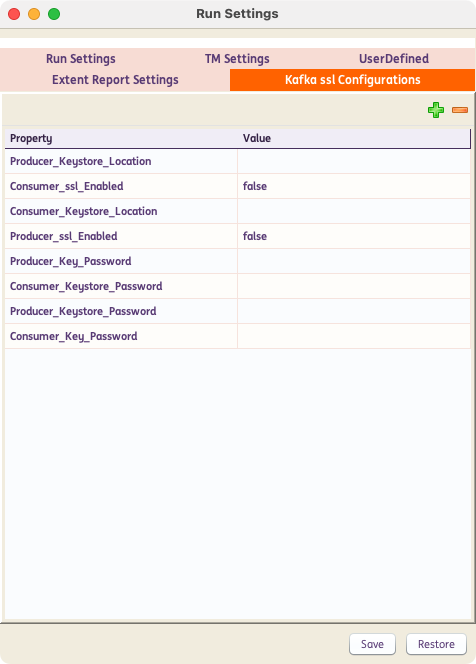 Run Settings
Run Settings TM Settings UserDefined
Extent Report Settings Kafka ssl Configurations
Property Value
Producer_Keystore_Location
Consumer_ssl_Enabled false
Consumer_Keystore_Location
Producer_ssl_Enabled false
Producer_Key_Password
Consumer_Keystore_Password
Producer_Keystore_Password
Consumer_Key_Password
Save Restore